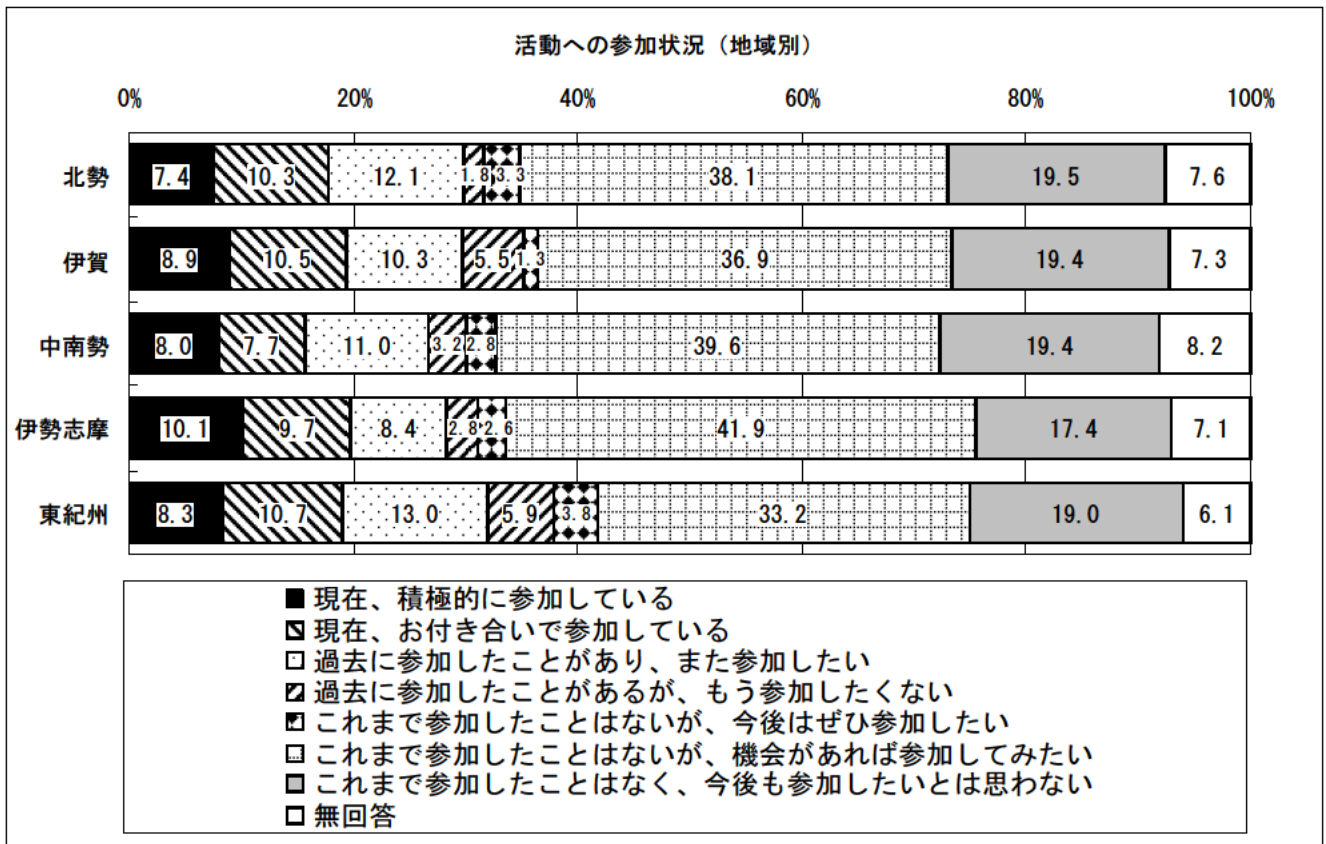 活動への参加状況（地域別）
0% 20% 40% 60% 80% 100%
北勢 7.4 10.3 12.1 1.8 3.3 38.1 19.5 7.6
伊賀 8.9 10.5 10.3 5.5 1.3 36.9 19.4 7.3
中南勢 8.0 7.7 11.0 3.2 2.8 39.6 19.4 8.2
伊勢志摩 10.1 9.7 8.4 2.8 2.6 41.9 17.4 7.1
東紀州 8.3 10.7 13.0 5.9 3.8 33.2 19.0 6.1
現在、積極的に参加している
現在、お付き合いで参加している
過去に参加したことがあり、また参加したい
過去に参加したことがあるが、もう参加したくない
これまで参加したことはないが、今後はぜひ参加したい
これまで参加したことはないが、機会があれば参加してみたい
これまで参加したことはなく、今後も参加したいとは思わない
無回答